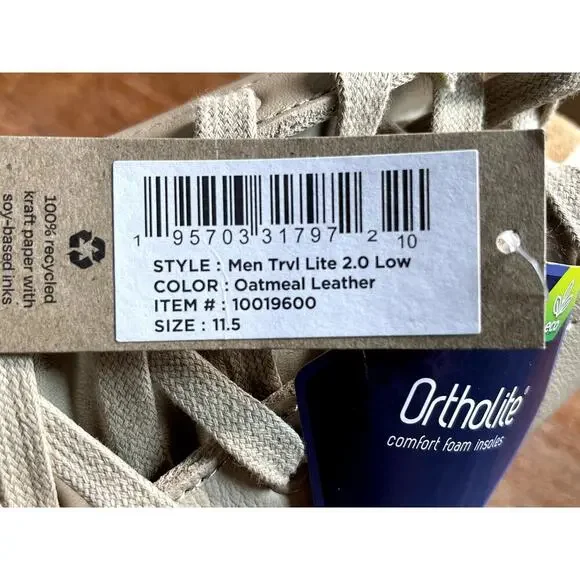 1 95703 31797 2 10
STYLE : Men Trvl Lite 2.0 Low
COLOR : Oatmeal Leather
ITEM # : 10019600
SIZE : 11.5
100% recycled
kraft paper with
soy-based inks
eco
Ortholite®
comfort foam insoles